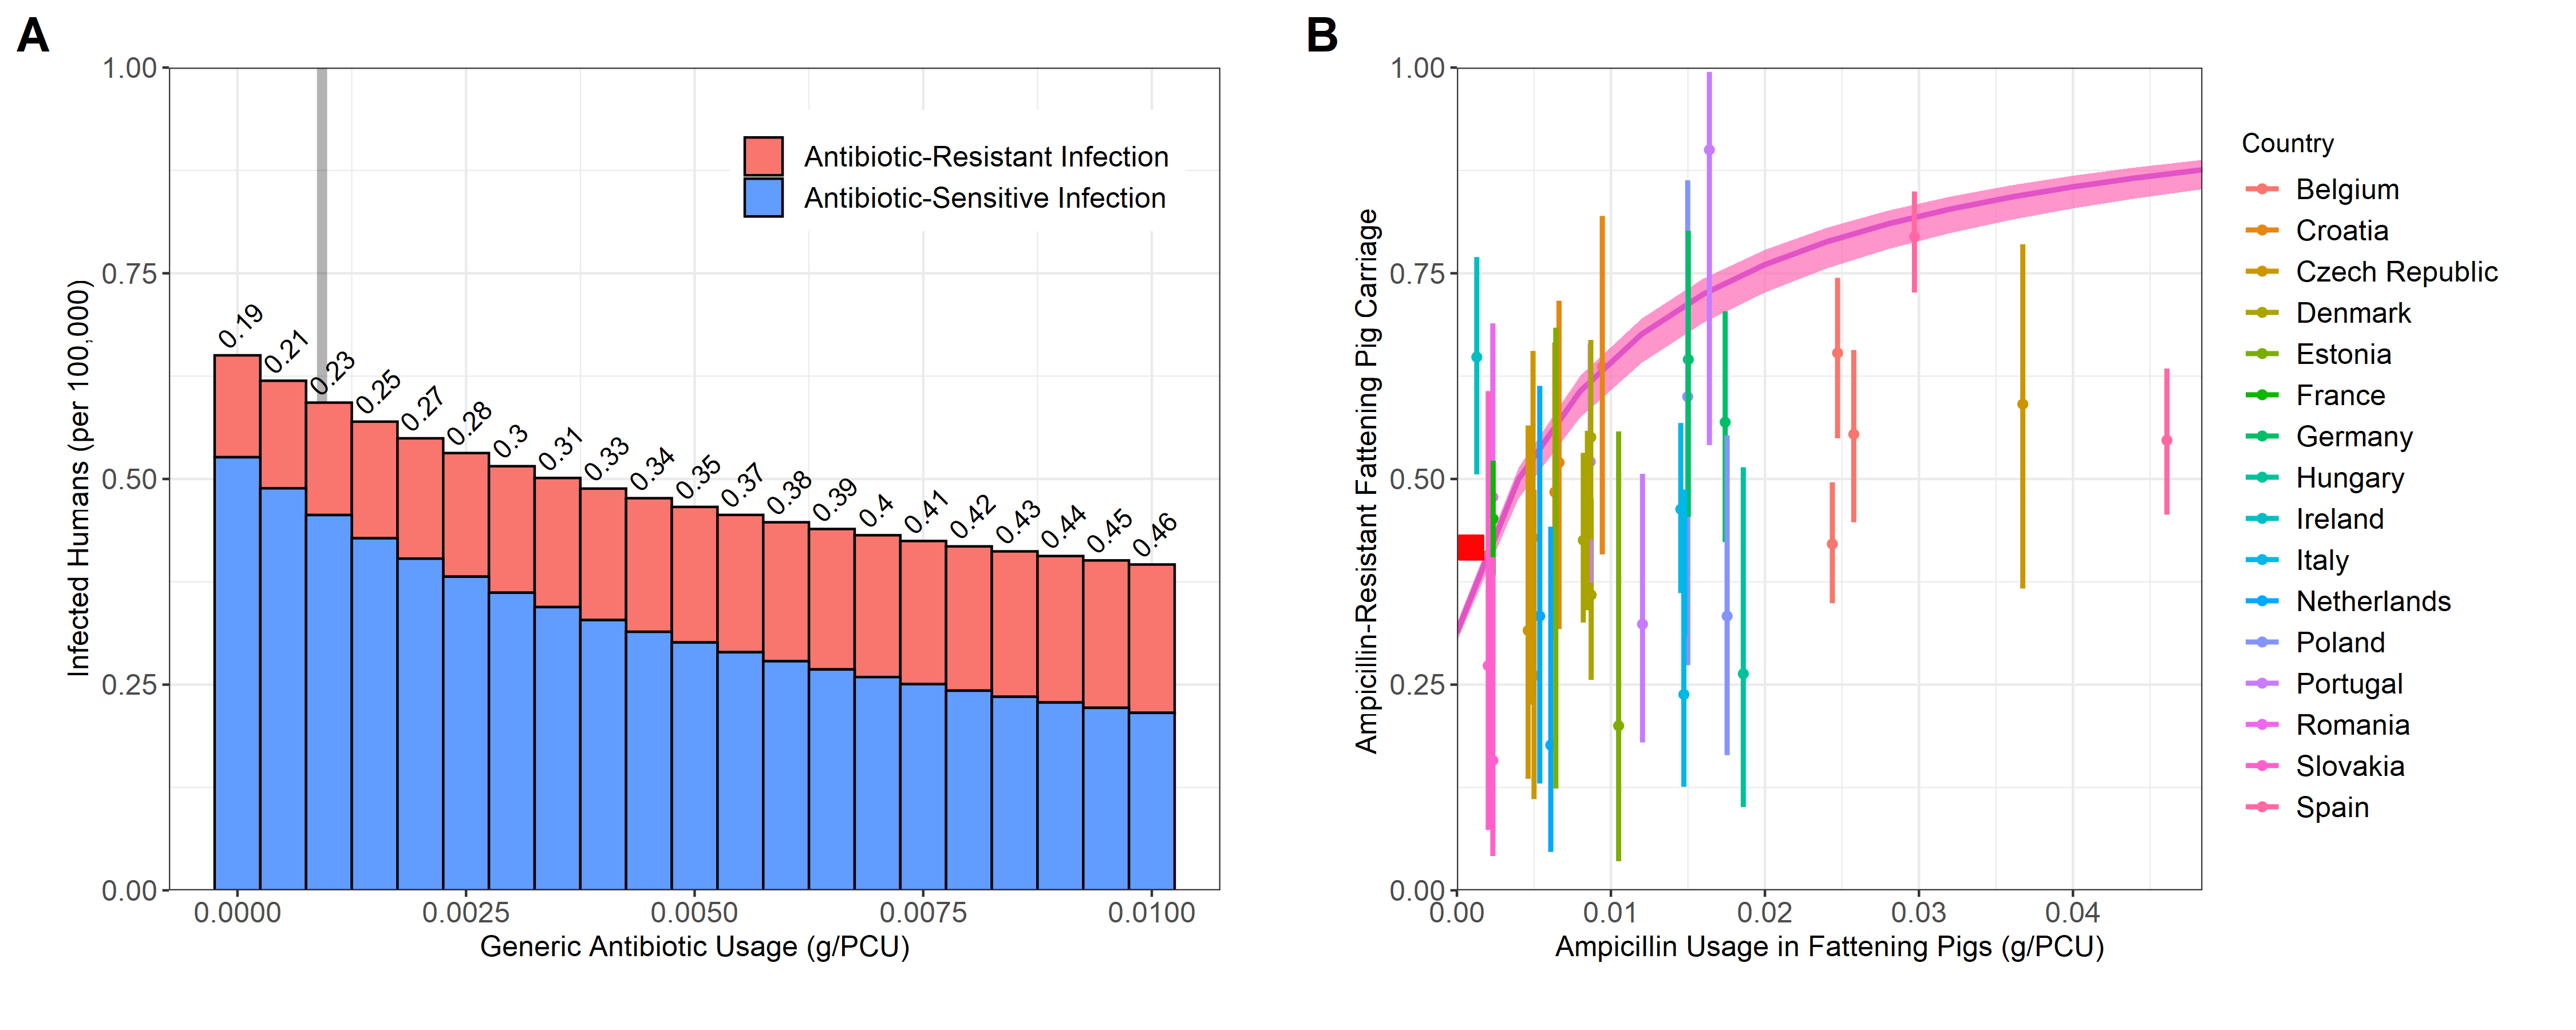 A
1.00
0.75
0.50
0.25
0.00
Infected Humans (per 100,000)
0.19
0.21
0.23
0.25
0.27
0.28
0.3
0.31
0.33
0.34
0.35
0.37
0.38
0.39
0.4
0.41
0.42
0.43
0.44
0.45
0.46
Antibiotic-Resistant Infection
Antibiotic-Sensitive Infection
0.0000
0.0025
0.0050
0.0075
0.0100
Generic Antibiotic Usage (g/PCU)
B
1.00
0.75
0.50
0.25
0.00
Ampicillin-Resistant Fattening Pig Carriage
0.00
0.01
0.02
0.03
0.04
Ampicillin Usage in Fattening Pigs (g/PCU)
Country
Belgium
Croatia
Czech Republic
Denmark
Estonia
France
Germany
Hungary
Ireland
Italy
Netherlands
Poland
Portugal
Romania
Slovakia
Spain